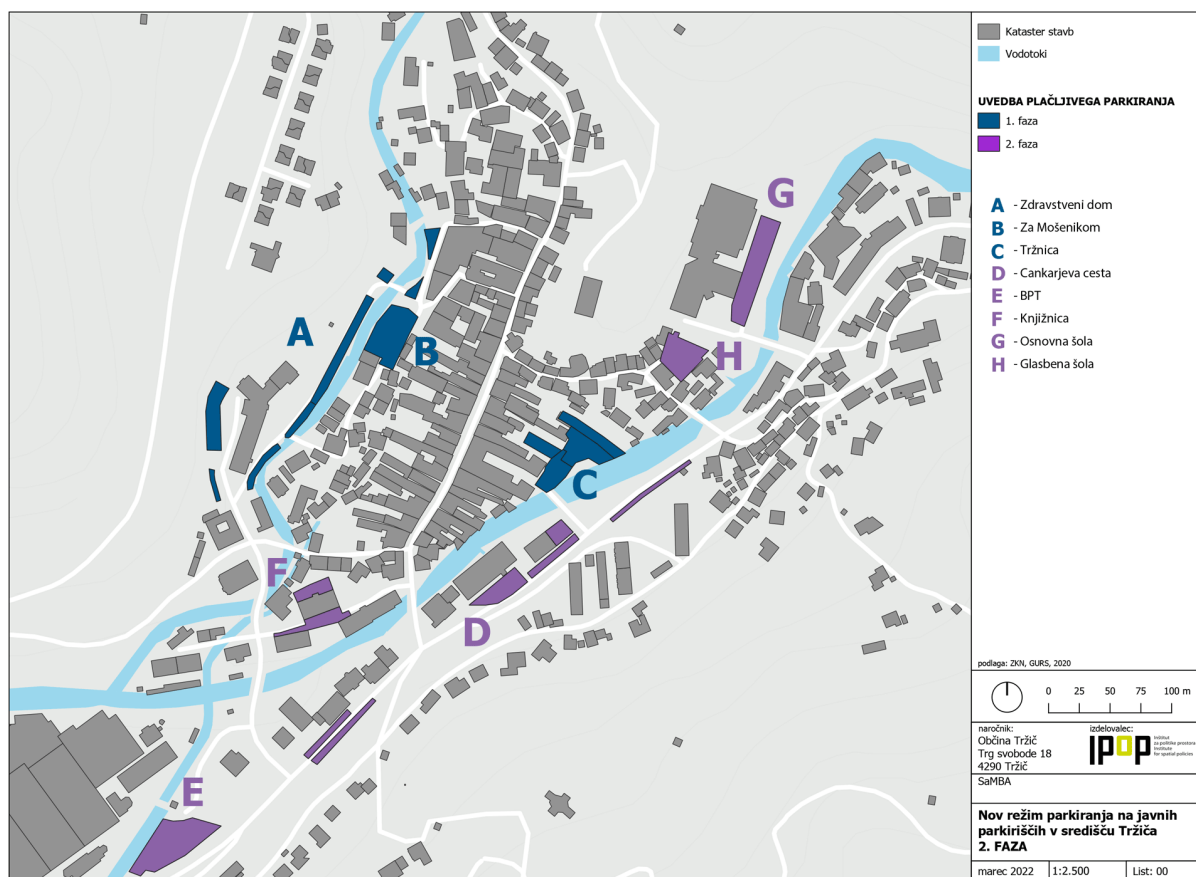 A
B
C
D
E
F
G
H
Kataster stavb
Vodotoki
UVEDBA PLAČLJIVEGA PARKIRANJA
1. faza
2. faza
A - Zdravstveni dom
B - Za Mošenikom
C - Tržnica
D - Cankarjeva cesta
E - BPT
F - Knjižnica
G - Osnovna šola
H - Glasbena šola
podlaga: ZKN, GURS, 2020
0 25 50 75 100 m
naročnik:
Občina Tržič
Trg svobode 18
4290 Tržič
izdelovalec:
IPOP
Inštitut
za politike prostora
Institute
for spatial policies
SaMBA
Nov režim parkiranja na javnih
parkiriščih v središču Tržiča
2. FAZA
marec 2022
1:2.500
List: 00